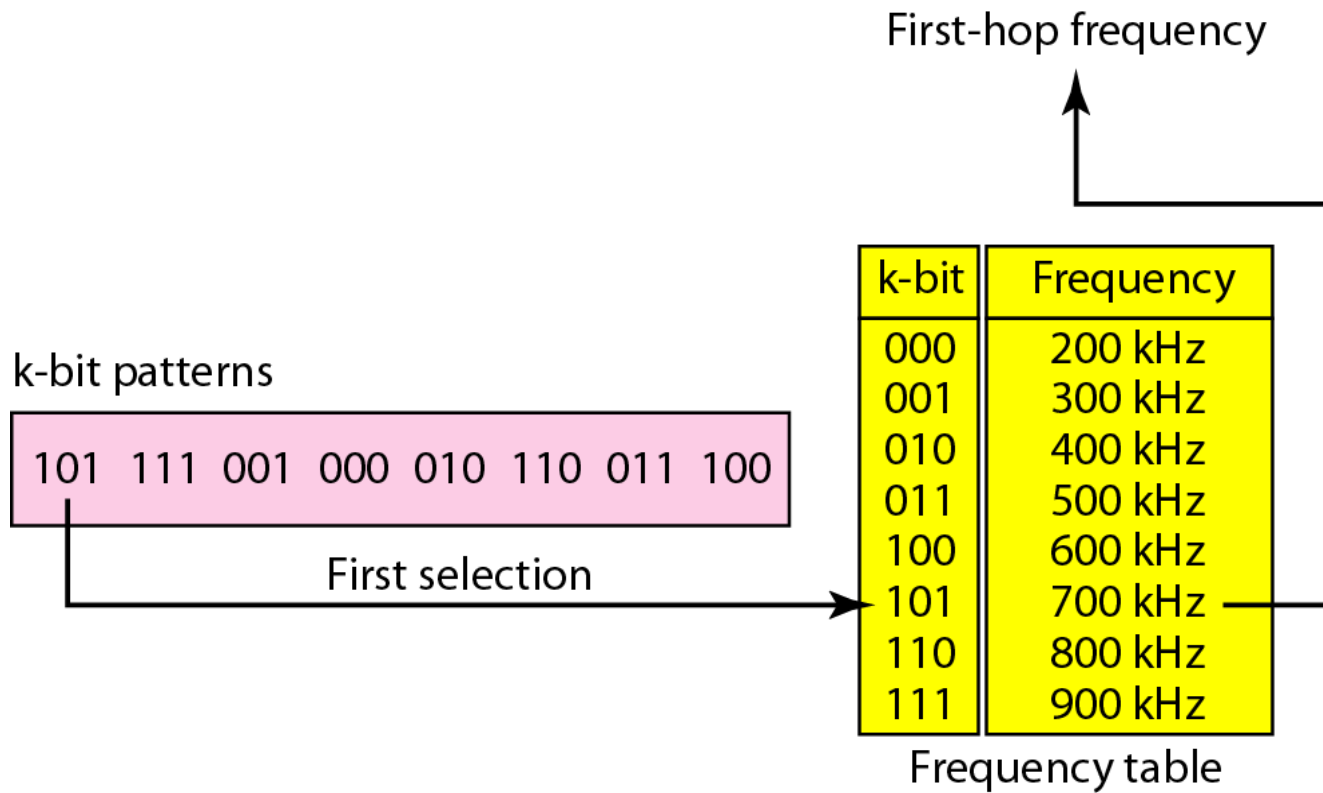 First-hop frequency
k-bit patterns
101 111 001 000 010 110 011 100
First selection
k-bit Frequency
000 200 kHz
001 300 kHz
010 400 kHz
011 500 kHz
100 600 kHz
101 700 kHz
110 800 kHz
111 900 kHz
Frequency table